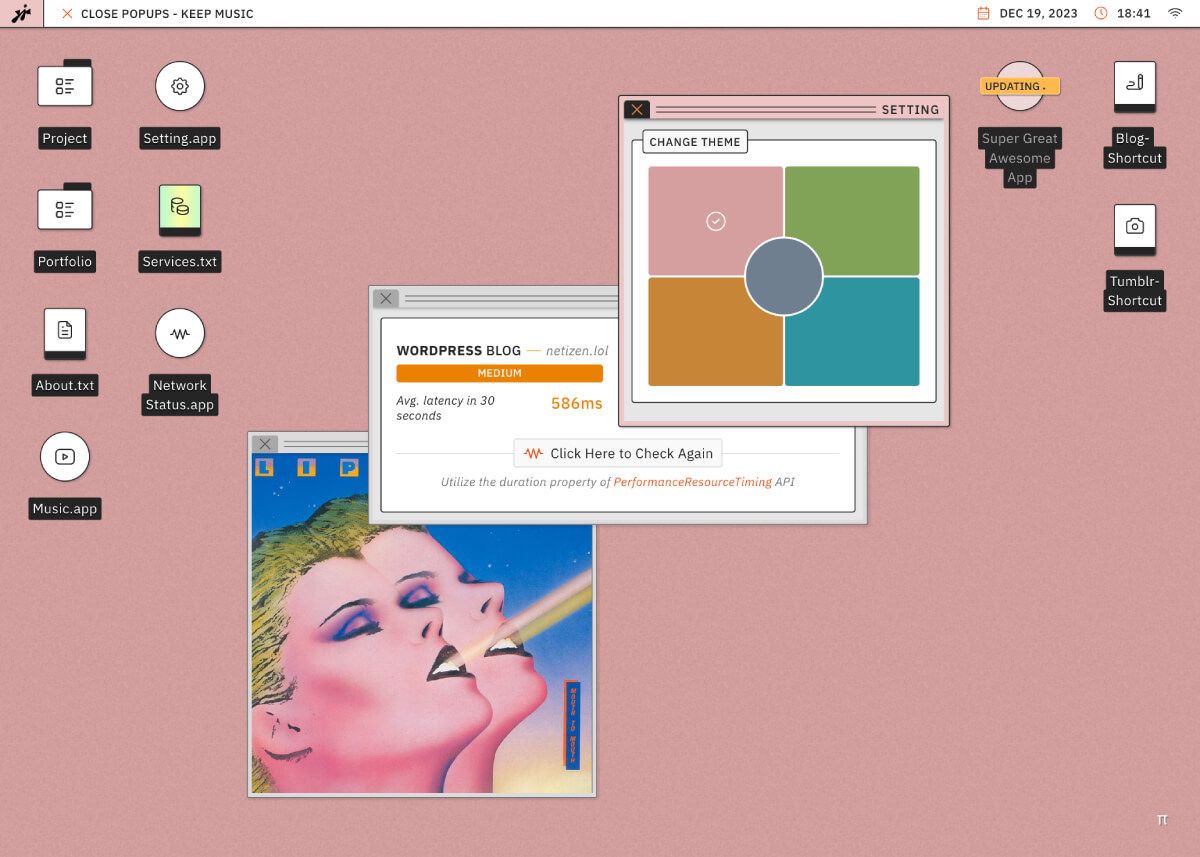 CLOSE POPUPS - KEEP MUSIC
DEC 19, 2023
18:41
Project
Setting.app
Portfolio
Services.txt
About.txt
Network
Status.app
Music.app
UPDATING.
Super Great
Awesome
App
Blog-
Shortcut
Tumblr-
Shortcut
SETTING
CHANGE THEME
WORDPRESS BLOG — netizen.lol
MEDIUM
Avg. latency in 30
seconds
586ms
Click Here to Check Again
Utilize the duration property of PerformanceResourceTiming API
L I P
MOUTH TO MOUTH
π